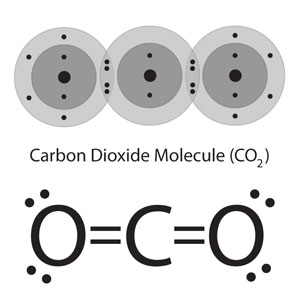 Carbon Dioxide Molecule (CO₂)
O=C=O